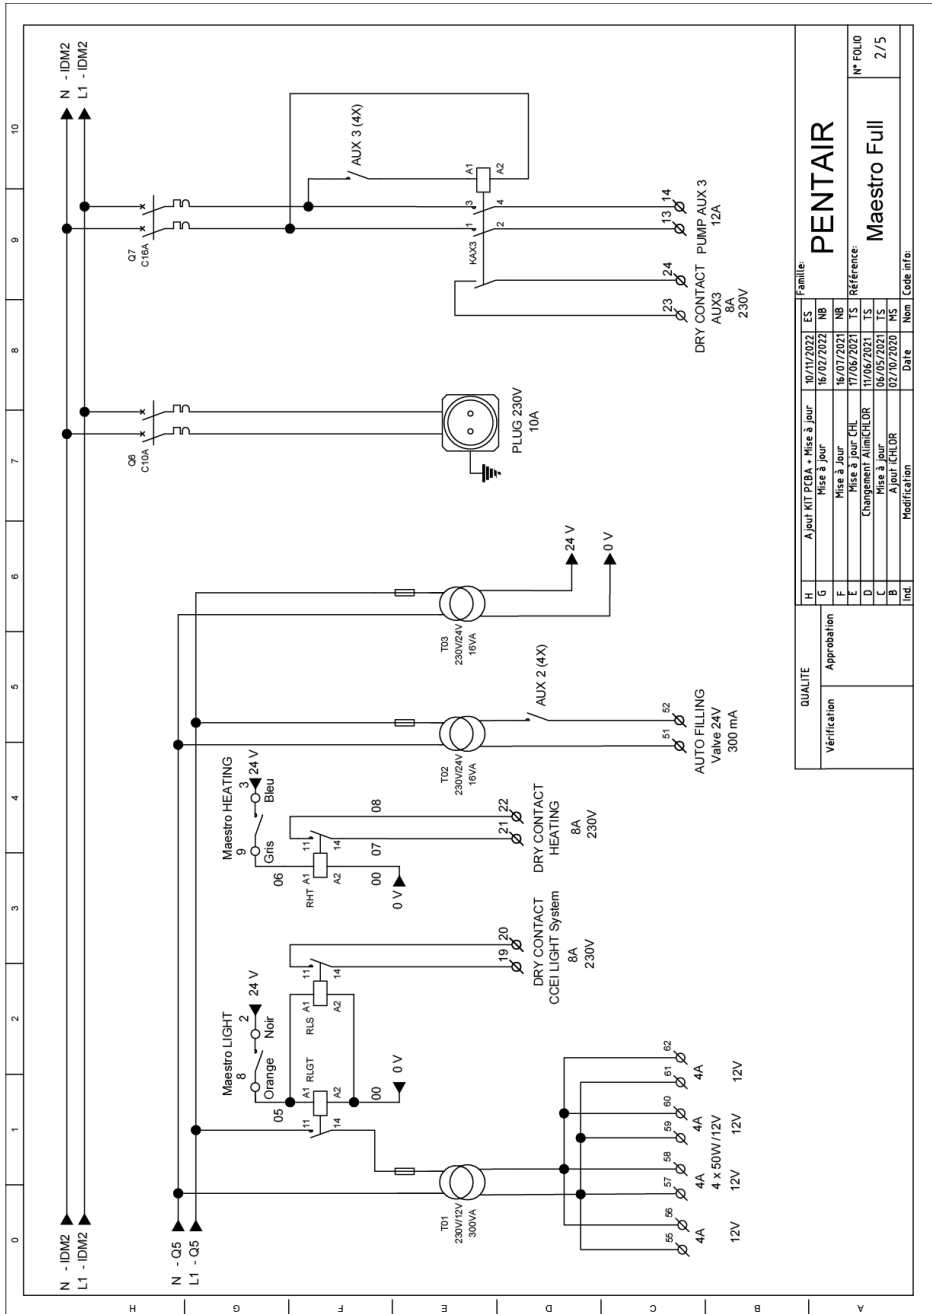 0 1 2 3 4 5 6 7 8 9 10
H
G
F
E
D
C
B
A
N - IDM2
L1 - IDM2
N - IDM2
L1 - IDM2
N - Q5
L1 - Q5
Maestro LIGHT
8 2 24 V
Orange Noir
05
RLGT
A1
A2
11
14
00
0 V
RLS
A1
A2
11
14
19 20
DRY CONTACT
CCEI LIGHT System
8A
230V
T01
230V/12V
300VA
55 56 57 58 59 60 61 62
4A 4A 4A 4A
4 x 50W /12V
12V 12V 12V 12V
Maestro HEATING
9 3 24 V
Gris Bleu
06
RHT
A1
A2
11
14
00 07 08
0 V
21 22
DRY CONTACT
HEATING
8A
230V
T02
230V/24V
16VA
AUX 2 (4X)
51 52
AUTO FILLING
Valve 24V
300 mA
T03
230V/24V
16VA
24 V
0 V
Q6
C10A
PLUG 230V
10A
Q7
C16A
AUX 3 (4X)
KAX3
1 3
2 4
A1
A2
23 24
DRY CONTACT
AUX3
8A
230V
13 14
PUMP AUX 3
12A
QUALITE
Vérification Approbation
H Ajout KIT PCBA + Mise à jour 10/11/2022 ES
G Mise à jour 16/02/2022 NB
F Mise à Jour 16/07/2021 NB
E Mise à jour CHL 17/06/2021 TS
D Changement AlimiCHLOR 11/06/2021 TS
C Mise à jour 06/05/2021 TS
B Ajout iCHLOR 02/10/2020 MS
Ind. Modification Date Nom
Famille:
PENTAIR
Référence:
Maestro Full
Code info:
N° FOLIO
2/5